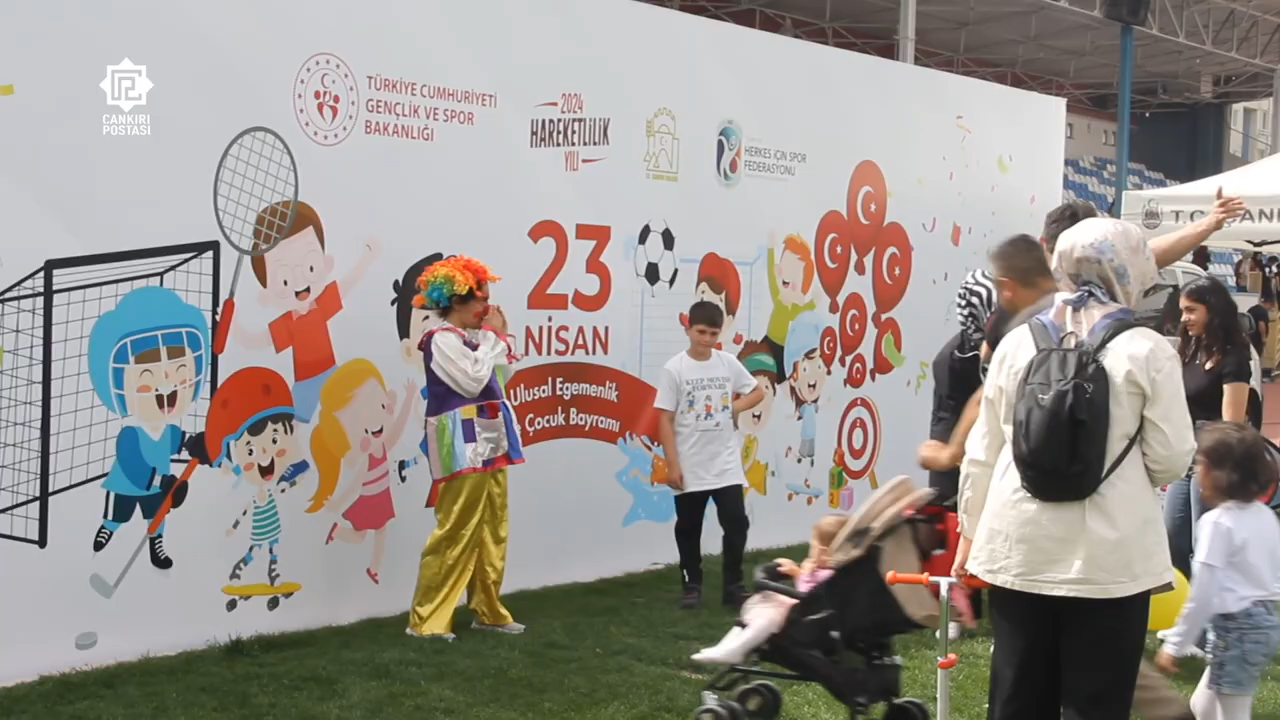 ÇANKIRI
POSTASI
TÜRKİYE CUMHURİYETİ
GENÇLİK VE SPOR
BAKANLIĞI
2024
HAREKETLİLİK
YILI
HERKES İÇİN SPOR
FEDERASYONU
23
NİSAN
Ulusal Egemenlik
Çocuk Bayramı
KEEP MOVING
FORWARD
T.C.